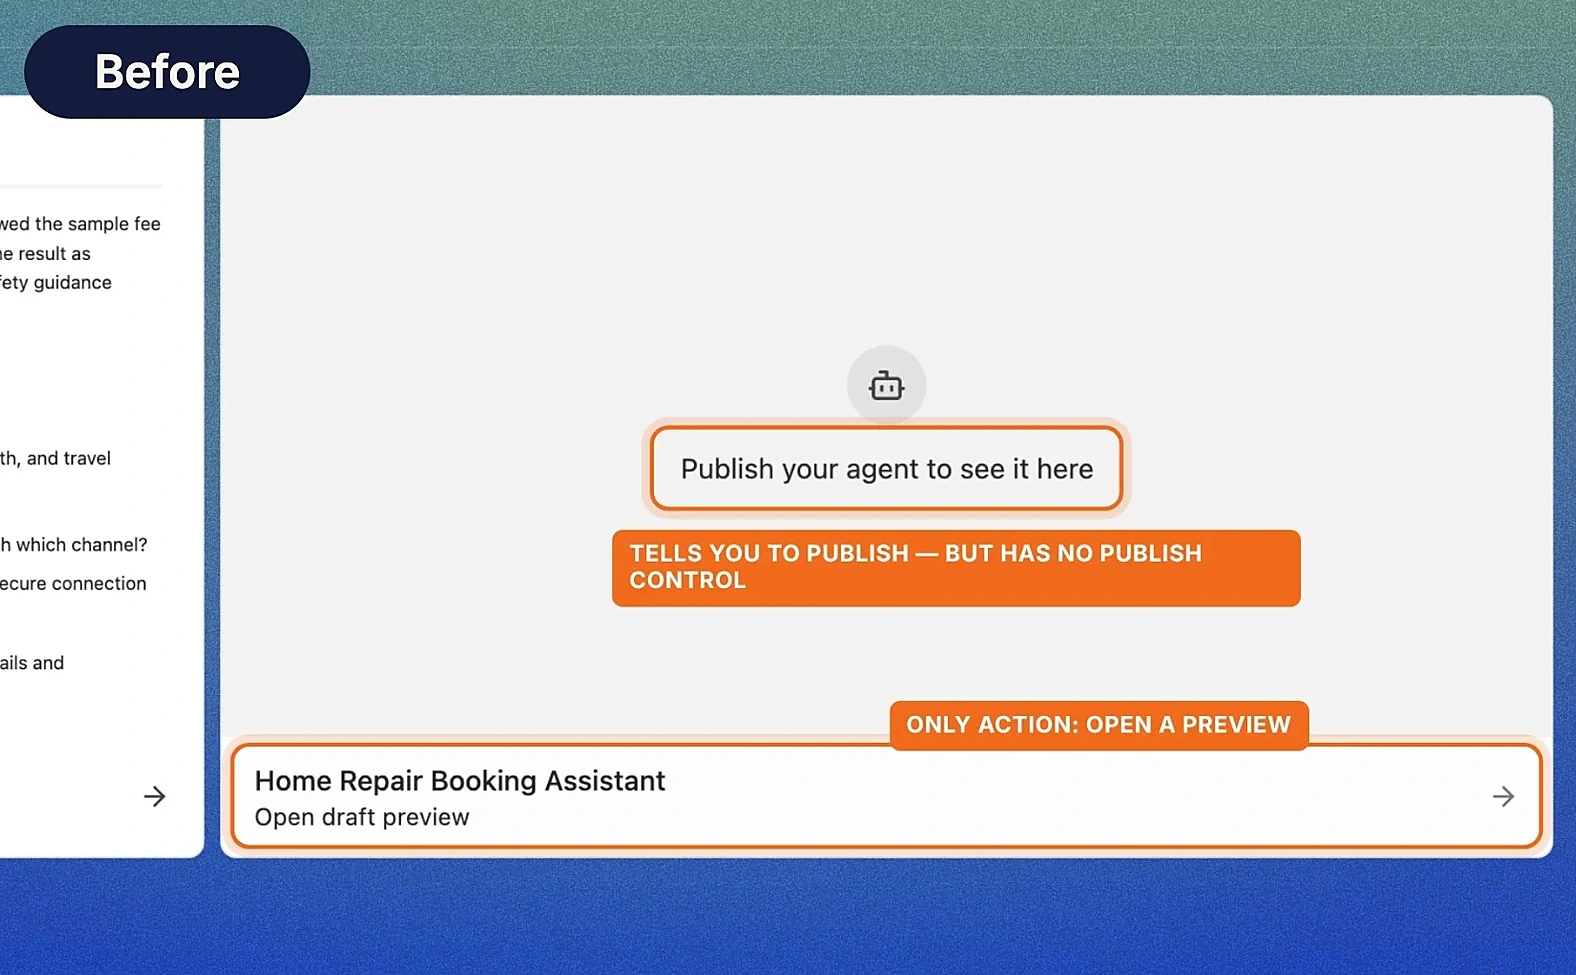 Before
wed the sample fee
e result as
fety guidance
th, and travel
h which channel?
ecure connection
ails and
Publish your agent to see it here
TELLS YOU TO PUBLISH — BUT HAS NO PUBLISH
CONTROL
ONLY ACTION: OPEN A PREVIEW
Home Repair Booking Assistant
Open draft preview